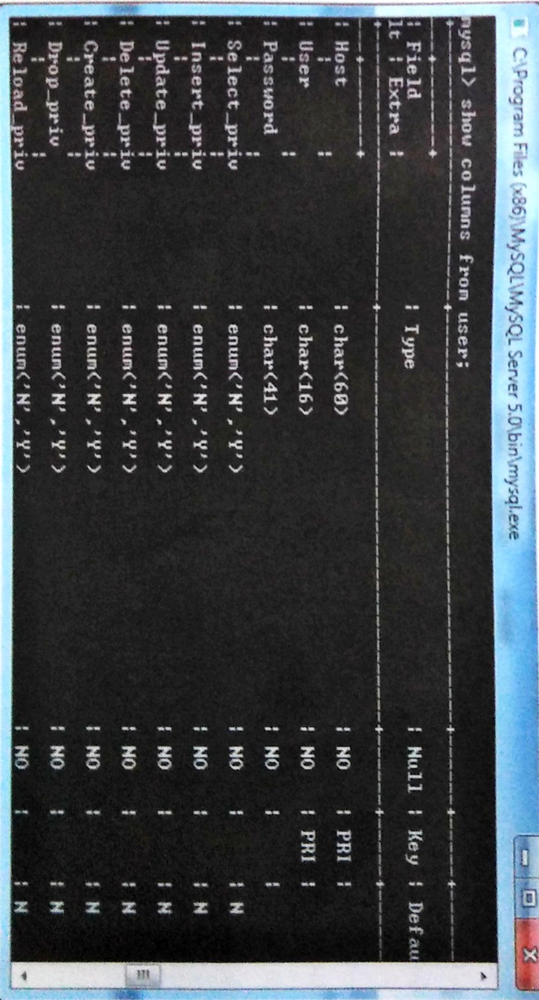 C:\Program Files (x86)\MySQL\MySQL Server 5.0\bin\mysql.exe
mysql> show columns from user;
+-----------------------+-----------------------------------+------+-----+------
----+-------+
| Field                 | Type                              | Null | Key | Defau
lt | Extra |
+-----------------------+-----------------------------------+------+-----+------
----+-------+
| Host                  | char(60)                          | NO   | PRI |
    |       |
| User                  | char(16)                          | NO   | PRI |
    |       |
| Password              | char(41)                          | NO   |     |
    |       |
| Select_priv           | enum('N','Y')                     | NO   |     | N
    |       |
| Insert_priv           | enum('N','Y')                     | NO   |     | N
    |       |
| Update_priv           | enum('N','Y')                     | NO   |     | N
    |       |
| Delete_priv           | enum('N','Y')                     | NO   |     | N
    |       |
| Create_priv           | enum('N','Y')                     | NO   |     | N
    |       |
| Drop_priv             | enum('N','Y')                     | NO   |     | N
    |       |
| Reload_priv           | enum('N','Y')                     | NO   |     | N